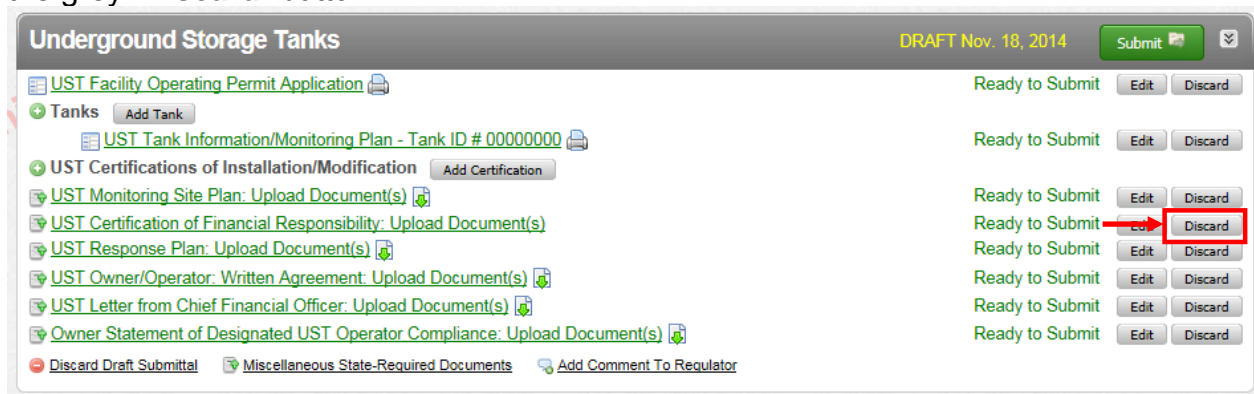 Underground Storage Tanks DRAFT Nov. 18, 2014 Submit
UST Facility Operating Permit Application Ready to Submit Edit Discard
Tanks Add Tank
UST Tank Information/Monitoring Plan - Tank ID # 00000000 Ready to Submit Edit Discard
UST Certifications of Installation/Modification Add Certification
UST Monitoring Site Plan: Upload Document(s) Ready to Submit Edit Discard
UST Certification of Financial Responsibility: Upload Document(s) Ready to Submit Edit Discard
UST Response Plan: Upload Document(s) Ready to Submit Edit Discard
UST Owner/Operator: Written Agreement: Upload Document(s) Ready to Submit Edit Discard
UST Letter from Chief Financial Officer: Upload Document(s) Ready to Submit Edit Discard
Owner Statement of Designated UST Operator Compliance: Upload Document(s) Ready to Submit Edit Discard
Discard Draft Submittal Miscellaneous State-Required Documents Add Comment To Regulator